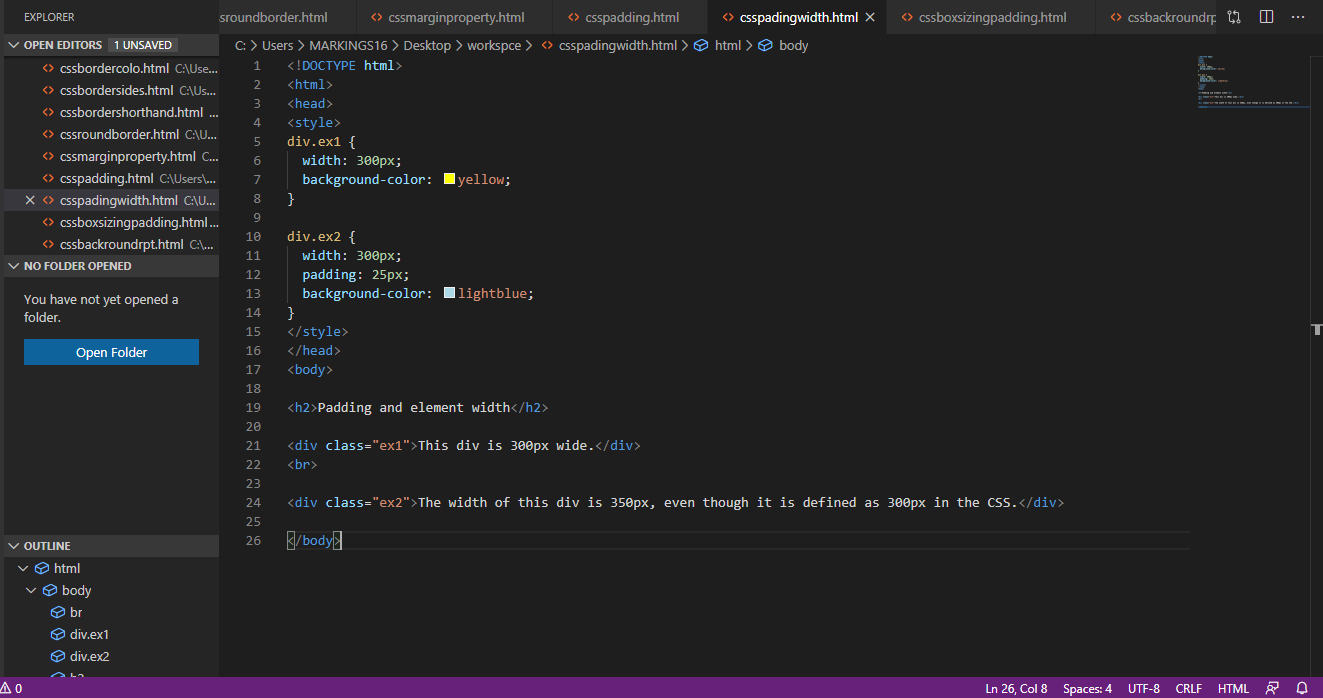 EXPLORER
OPEN EDITORS 1 UNSAVED
cssbordercolo.html C:\Use...
cssbordersides.html C:\Us...
cssbordershorthand.html ...
cssroundborder.html C:\U...
cssmarginproperty.html C...
csspadding.html C:\Users\...
csspadingwidth.html C:\U...
cssboxsizingpadding.html...
cssbackroundrpt.html C:\...
NO FOLDER OPENED
You have not yet opened a
folder.
Open Folder
OUTLINE
html
body
br
div.ex1
div.ex2
h2
sroundborder.html cssmarginproperty.html csspadding.html csspadingwidth.html cssboxsizingpadding.html cssbackroundrp
C: > Users > MARKINGS16 > Desktop > workspce > csspadingwidth.html > html > body
1 <!DOCTYPE html>
2 <html>
3 <head>
4 <style>
5 div.ex1 {
6 width: 300px;
7 background-color: yellow;
8 }
9
10 div.ex2 {
11 width: 300px;
12 padding: 25px;
13 background-color: lightblue;
14 }
15 </style>
16 </head>
17 <body>
18
19 <h2>Padding and element width</h2>
20
21 <div class="ex1">This div is 300px wide.</div>
22 <br>
23
24 <div class="ex2">The width of this div is 350px, even though it is defined as 300px in the CSS.</div>
25
26 </body>
0
Ln 26, Col 8 Spaces: 4 UTF-8 CRLF HTML